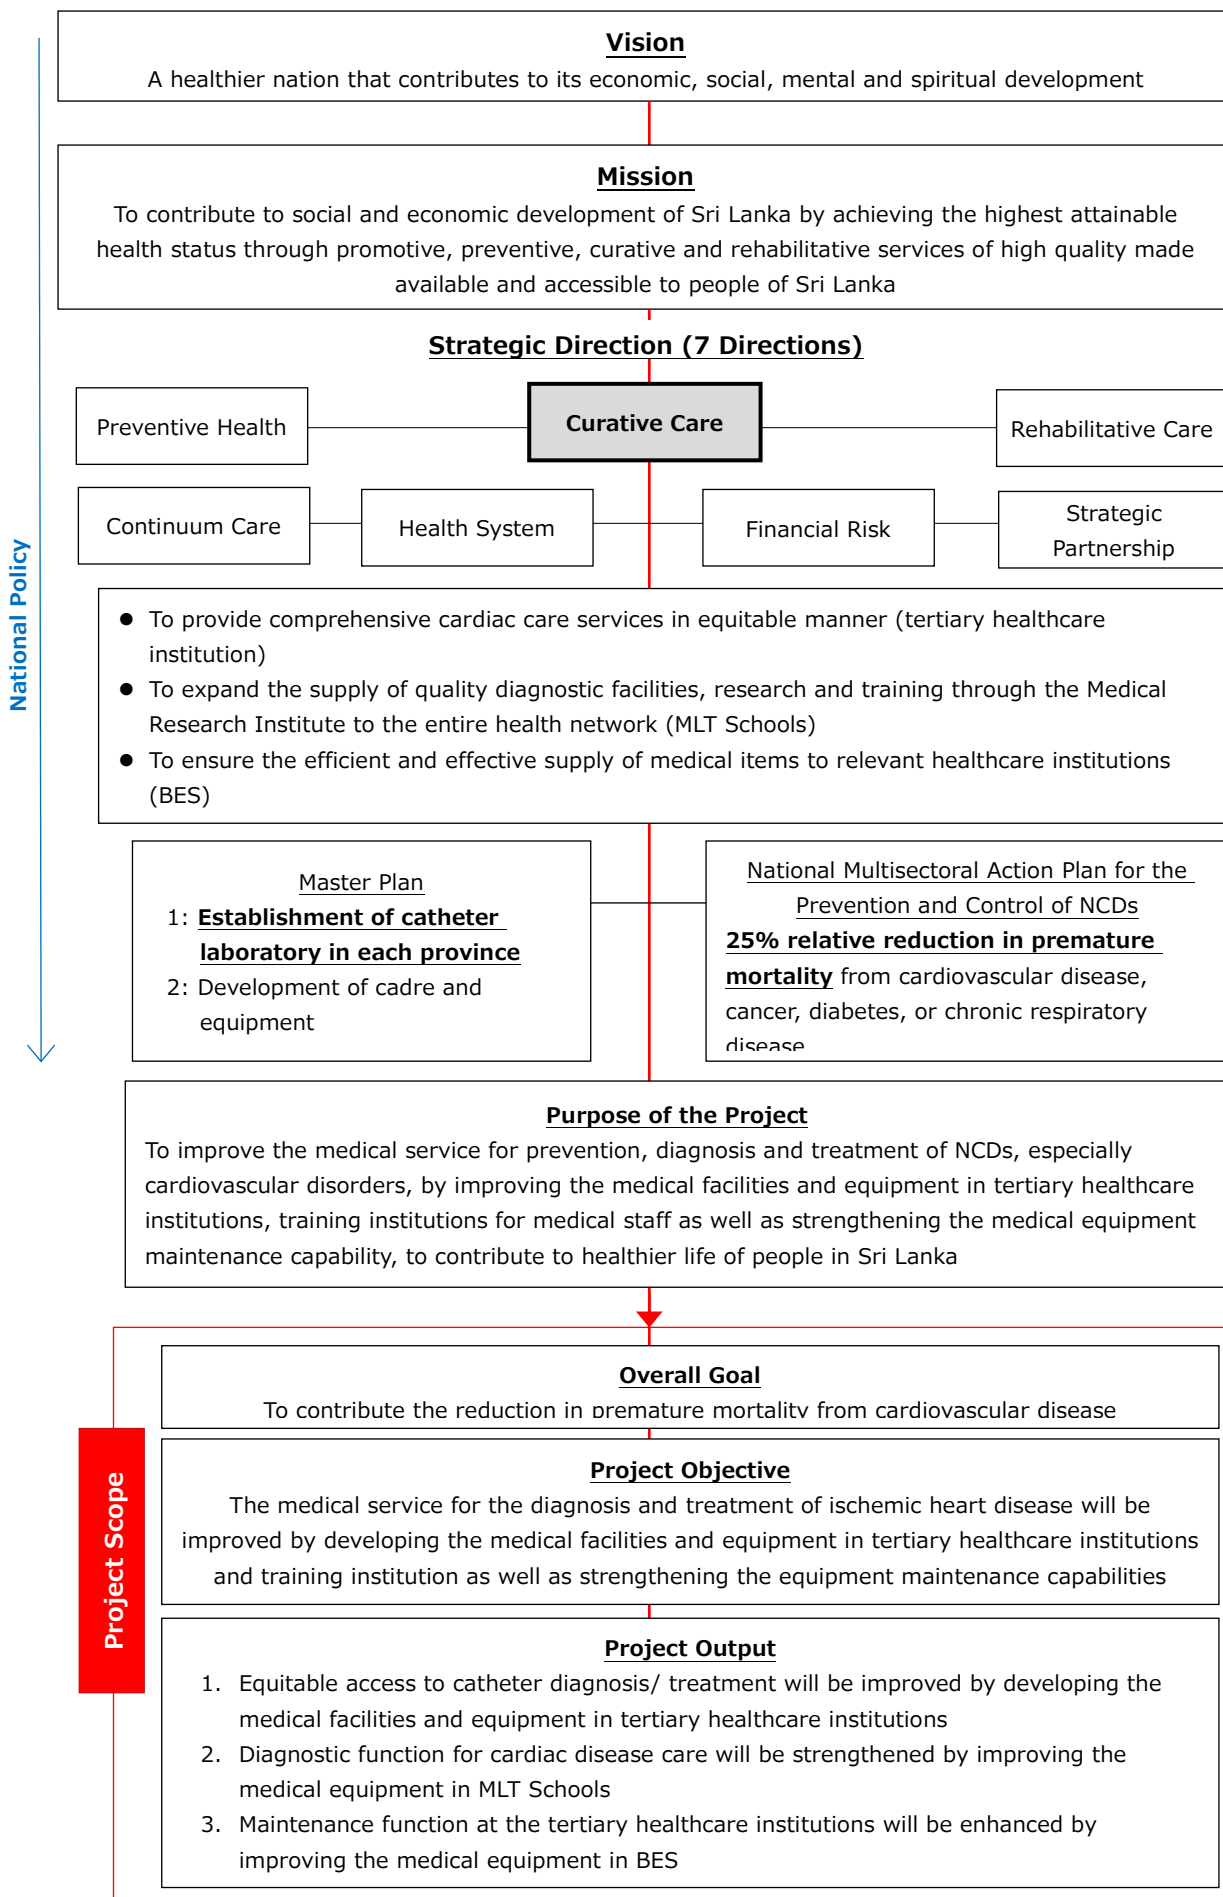 Vision
A healthier nation that contributes to its economic, social, mental and spiritual development
Mission
To contribute to social and economic development of Sri Lanka by achieving the highest attainable
health status through promotive, preventive, curative and rehabilitative services of high quality made
available and accessible to people of Sri Lanka
Strategic Direction (7 Directions)
Preventive Health
Curative Care
Rehabilitative Care
Continuum Care
Health System
Financial Risk
Strategic
Partnership
National Policy
● To provide comprehensive cardiac care services in equitable manner (tertiary healthcare
institution)
● To expand the supply of quality diagnostic facilities, research and training through the Medical
Research Institute to the entire health network (MLT Schools)
● To ensure the efficient and effective supply of medical items to relevant healthcare institutions
(BES)
Master Plan
1: Establishment of catheter
laboratory in each province
2: Development of cadre and
equipment
National Multisectoral Action Plan for the
Prevention and Control of NCDs
25% relative reduction in premature
mortality from cardiovascular disease,
cancer, diabetes, or chronic respiratory
disease
Purpose of the Project
To improve the medical service for prevention, diagnosis and treatment of NCDs, especially
cardiovascular disorders, by improving the medical facilities and equipment in tertiary healthcare
institutions, training institutions for medical staff as well as strengthening the medical equipment
maintenance capability, to contribute to healthier life of people in Sri Lanka
Project Scope
Overall Goal
To contribute the reduction in premature mortality from cardiovascular disease
Project Objective
The medical service for the diagnosis and treatment of ischemic heart disease will be
improved by developing the medical facilities and equipment in tertiary healthcare institutions
and training institution as well as strengthening the equipment maintenance capabilities
Project Output
1. Equitable access to catheter diagnosis/ treatment will be improved by developing the
medical facilities and equipment in tertiary healthcare institutions
2. Diagnostic function for cardiac disease care will be strengthened by improving the
medical equipment in MLT Schools
3. Maintenance function at the tertiary healthcare institutions will be enhanced by
improving the medical equipment in BES